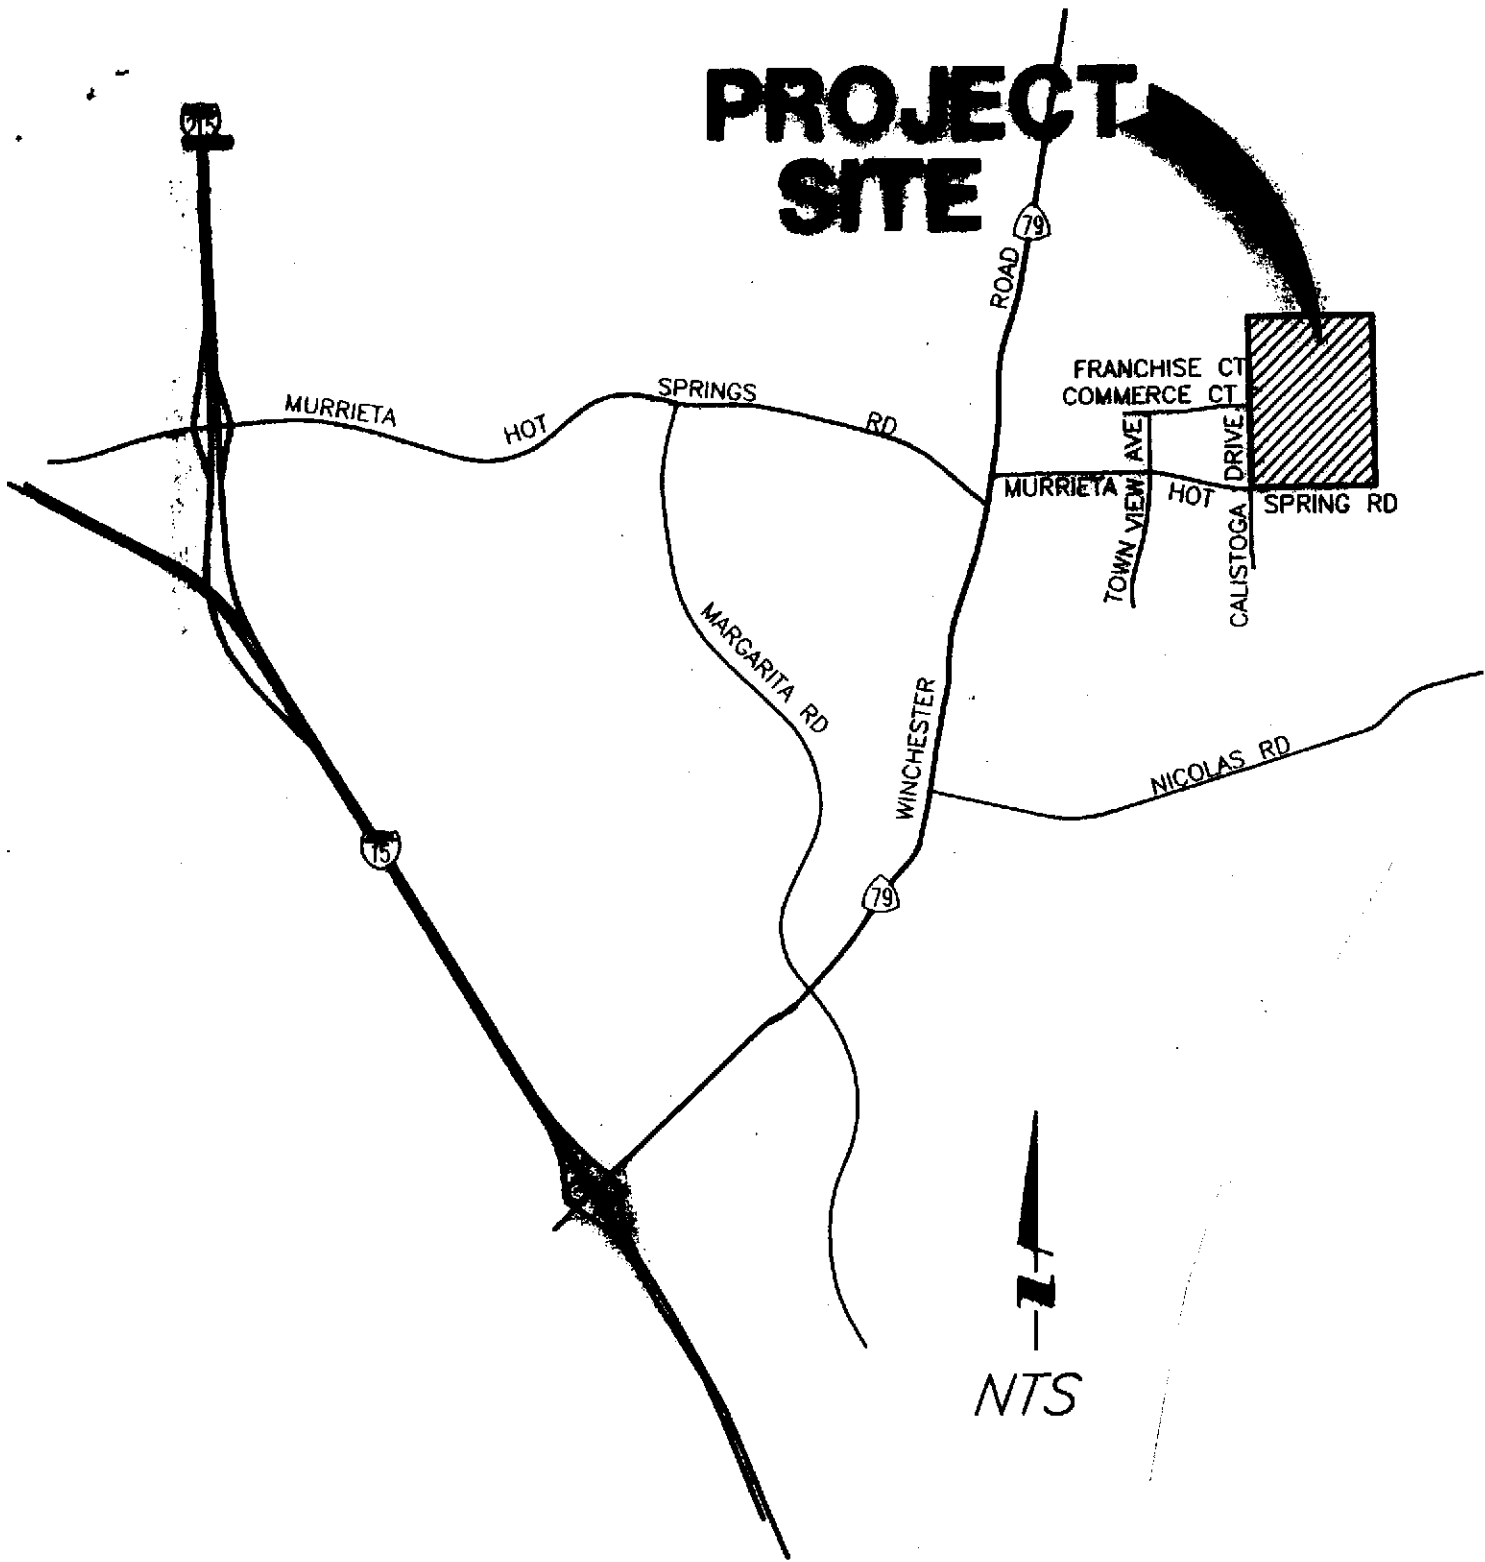 PROJECT
SITE
215
79
ROAD
FRANCHISE CT
COMMERCE CT
MURRIETA
HOT
SPRINGS
RD
MURRIETA
HOT
SPRING RD
TOWN VIEW AVE
CALISTOGA DRIVE
MARGARITA RD
WINCHESTER
NICOLAS RD
15
79
NTS